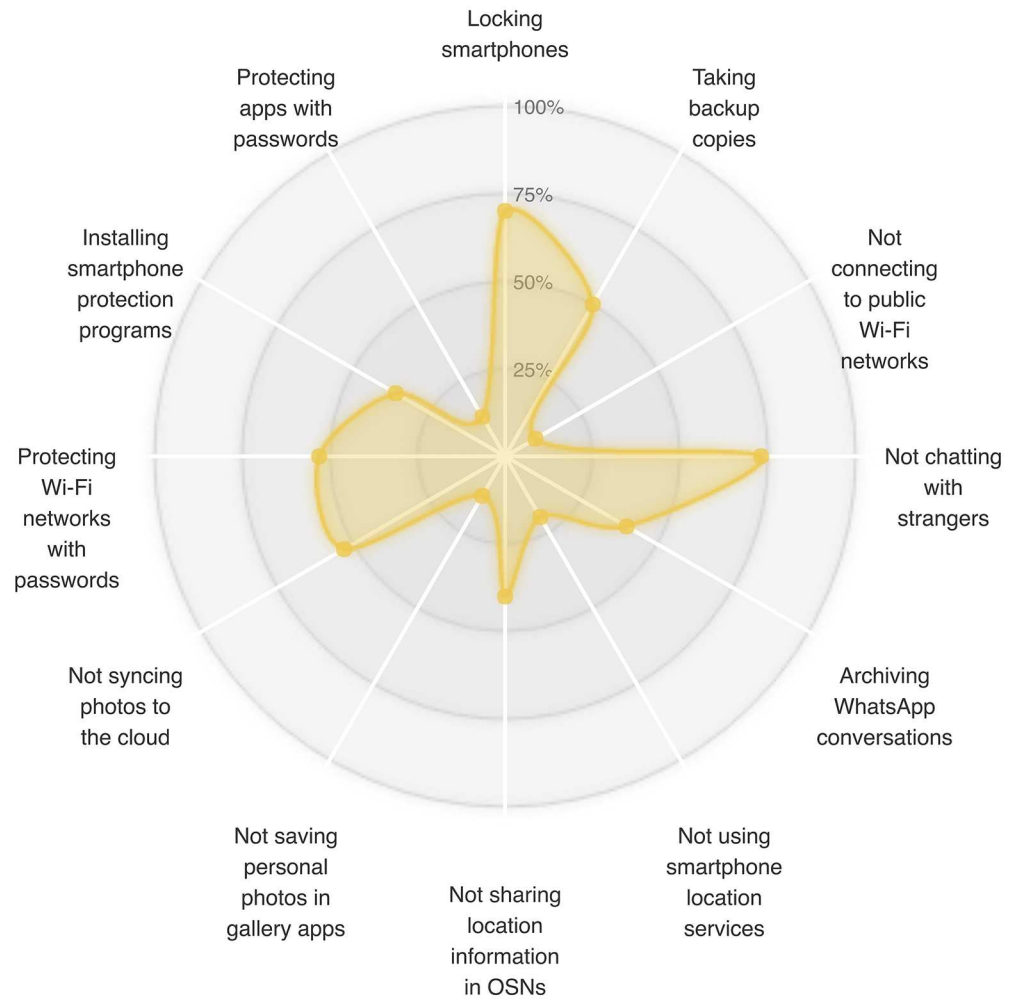 Locking
smartphones
Taking
backup
copies
Not
connecting
to public
Wi-Fi
networks
Not chatting
with
strangers
Archiving
WhatsApp
conversations
Not using
smartphone
location
services
Not sharing
location
information
in OSNs
Not saving
personal
photos in
gallery apps
Not syncing
photos to
the cloud
Protecting
Wi-Fi
networks
with
passwords
Installing
smartphone
protection
programs
Protecting
apps with
passwords
100%
75%
50%
25%